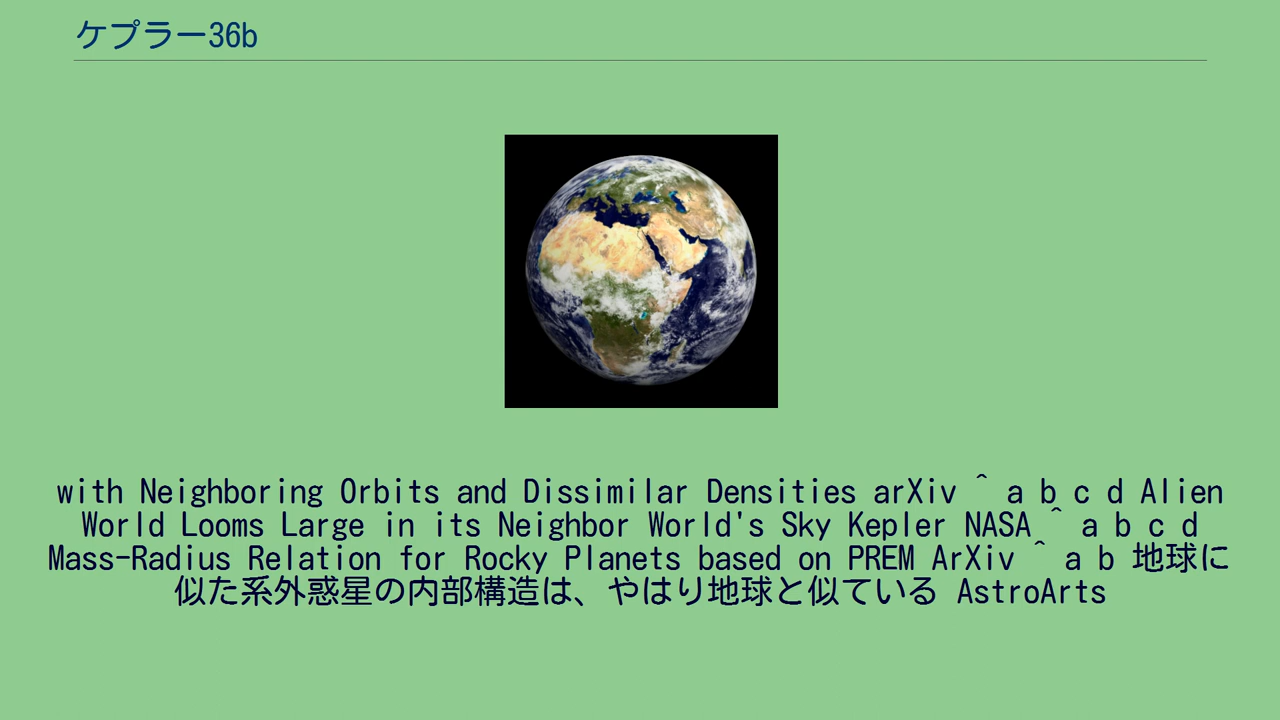 ケプラー36b
with Neighboring Orbits and Dissimilar Densities arXiv ^ a b c d Alien
World Looms Large in its Neighbor World's Sky Kepler NASA ^ a b c d
Mass-Radius Relation for Rocky Planets based on PREM ArXiv ^ a b 地球に
似た系外惑星の内部構造は、やはり地球と似ている AstroArts